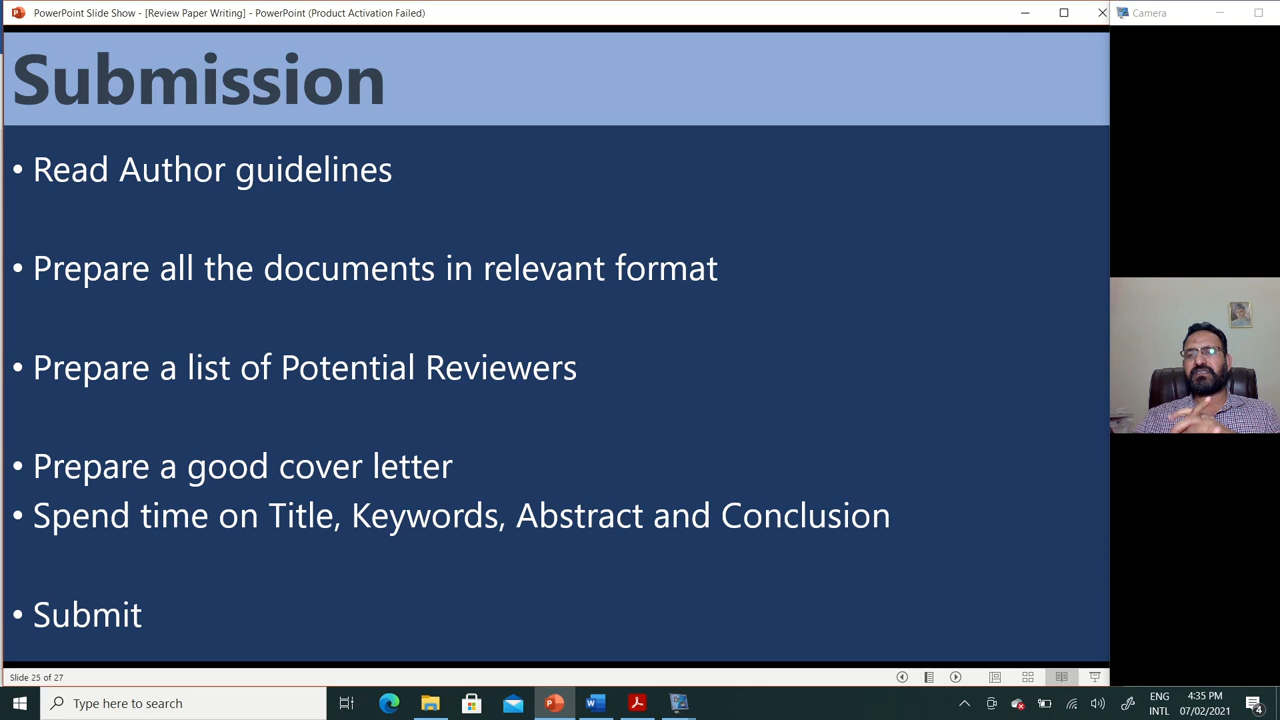 PowerPoint Slide Show - [Review Paper Writing] - PowerPoint (Product Activation Failed)
Camera
Submission
• Read Author guidelines
• Prepare all the documents in relevant format
• Prepare a list of Potential Reviewers
• Prepare a good cover letter
• Spend time on Title, Keywords, Abstract and Conclusion
• Submit
Slide 25 of 27
Type here to search
ENG
INTL
4:35 PM
07/02/2021
4